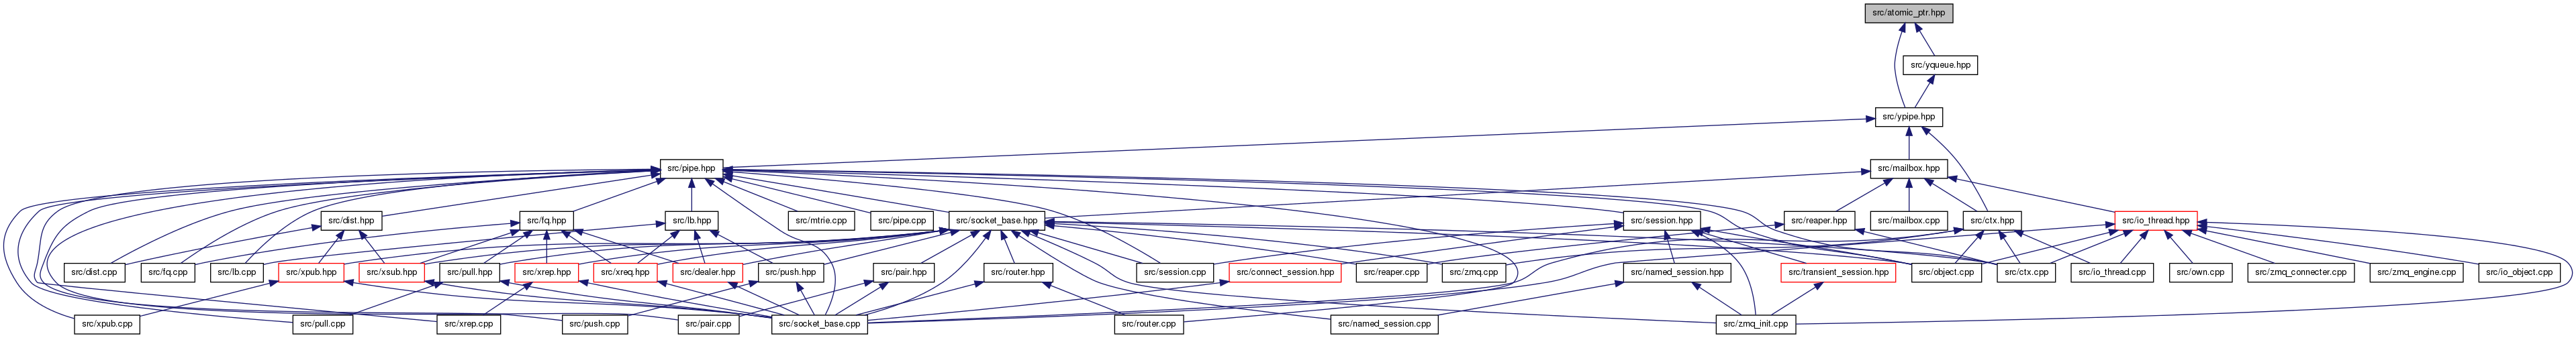 src/atomic_ptr.hpp
src/yqueue.hpp
src/ypipe.hpp
src/pipe.hpp
src/mailbox.hpp
src/dist.hpp
src/fq.hpp
src/lb.hpp
src/mtrie.cpp
src/pipe.cpp
src/socket_base.hpp
src/session.hpp
src/reaper.hpp
src/mailbox.cpp
src/ctx.hpp
src/io_thread.hpp
src/dist.cpp
src/fq.cpp
src/lb.cpp
src/xpub.hpp
src/xsub.hpp
src/pull.hpp
src/xrep.hpp
src/xreq.hpp
src/dealer.hpp
src/push.hpp
src/pair.hpp
src/router.hpp
src/session.cpp
src/connect_session.hpp
src/reaper.cpp
src/zmq.cpp
src/named_session.hpp
src/transient_session.hpp
src/object.cpp
src/ctx.cpp
src/io_thread.cpp
src/own.cpp
src/zmq_connecter.cpp
src/zmq_engine.cpp
src/io_object.cpp
src/xpub.cpp
src/pull.cpp
src/xrep.cpp
src/push.cpp
src/pair.cpp
src/socket_base.cpp
src/router.cpp
src/named_session.cpp
src/zmq_init.cpp